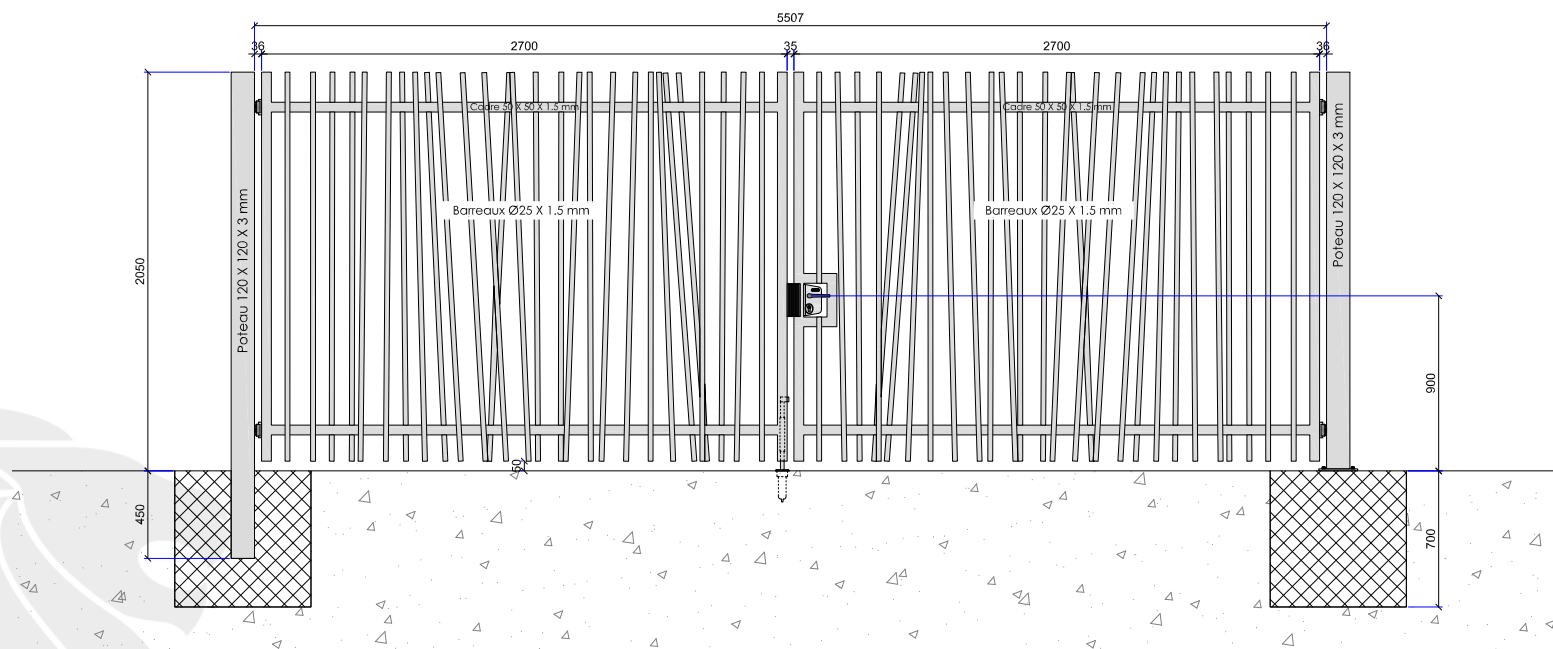 5507
36
2700
35
2700
36
Cadre 50 X 50 X 1.5 mm
Cadre 50 X 50 X 1.5 mm
Poteau 120 X 120 X 3 mm
Poteau 120 X 120 X 3 mm
Barreaux Ø25 X 1.5 mm
Barreaux Ø25 X 1.5 mm
2050
900
50
450
700